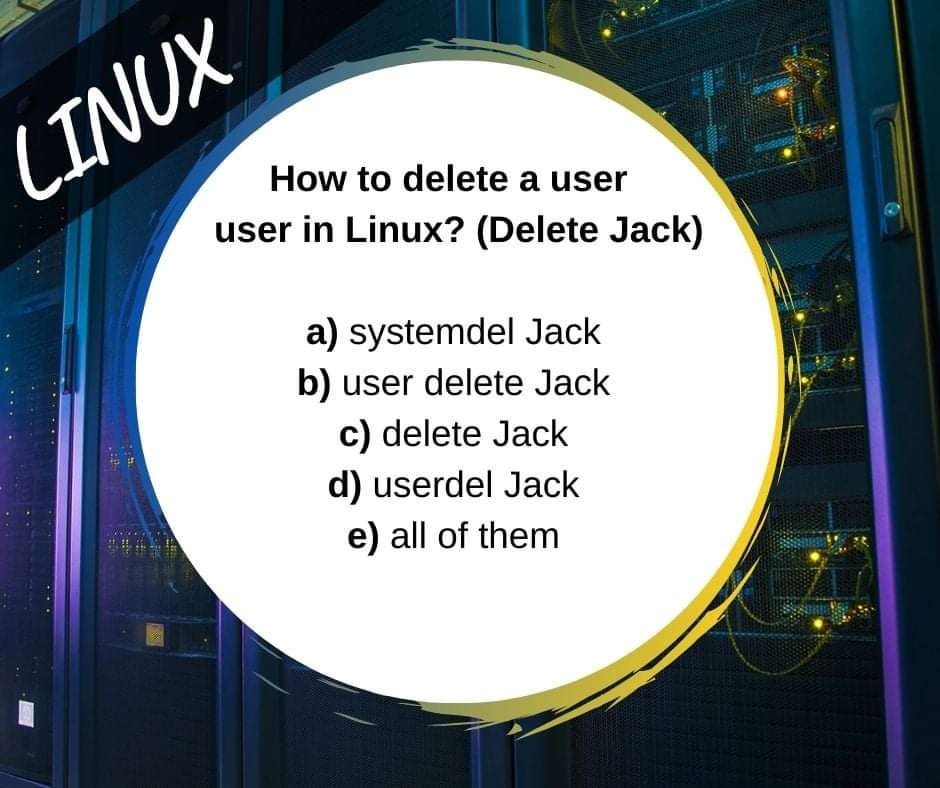 LINUX
How to delete a user
user in Linux? (Delete Jack)
a) systemdel Jack
b) user delete Jack
c) delete Jack
d) userdel Jack
e) all of them